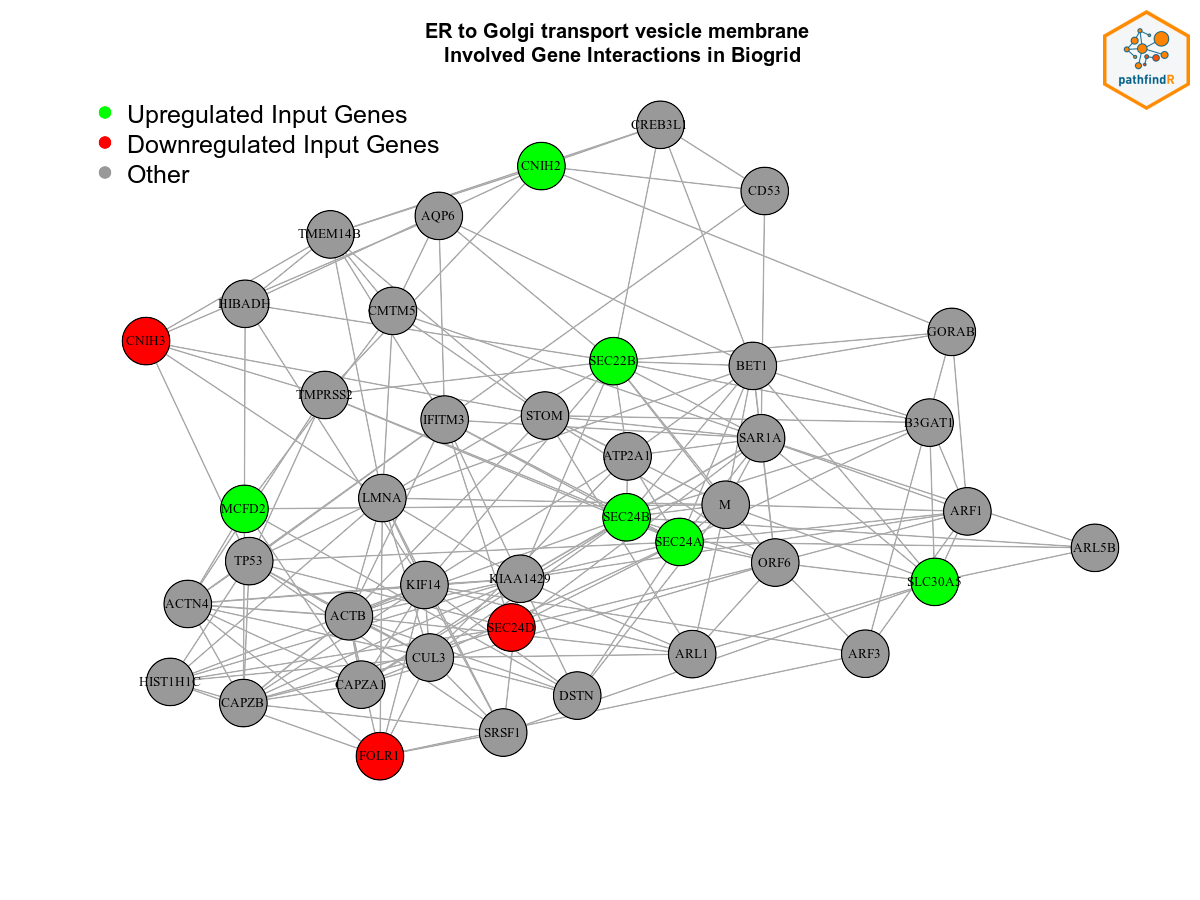 ER to Golgi transport vesicle membrane
Involved Gene Interactions in Biogrid
pathfindR
Upregulated Input Genes
Downregulated Input Genes
Other
CREB3L1
CNIH2
CD53
AQP6
TMEM14B
HIBADH
CMTM5
CNIH3
GORAB
SEC22B
BET1
TMPRSS2
IFITM3
STOM
B3GAT1
SAR1A
ATP2A1
LMNA
MCFD2
SEC24B
M
ARF1
SEC24A
ARL5B
TP53
ORF6
KIF14
KIAA1429
SLC30A5
ACTN4
ACTB
SEC24D
CUL3
ARL1
ARF3
HIST1H1C
CAPZA1
CAPZB
DSTN
SRSF1
FOLR1